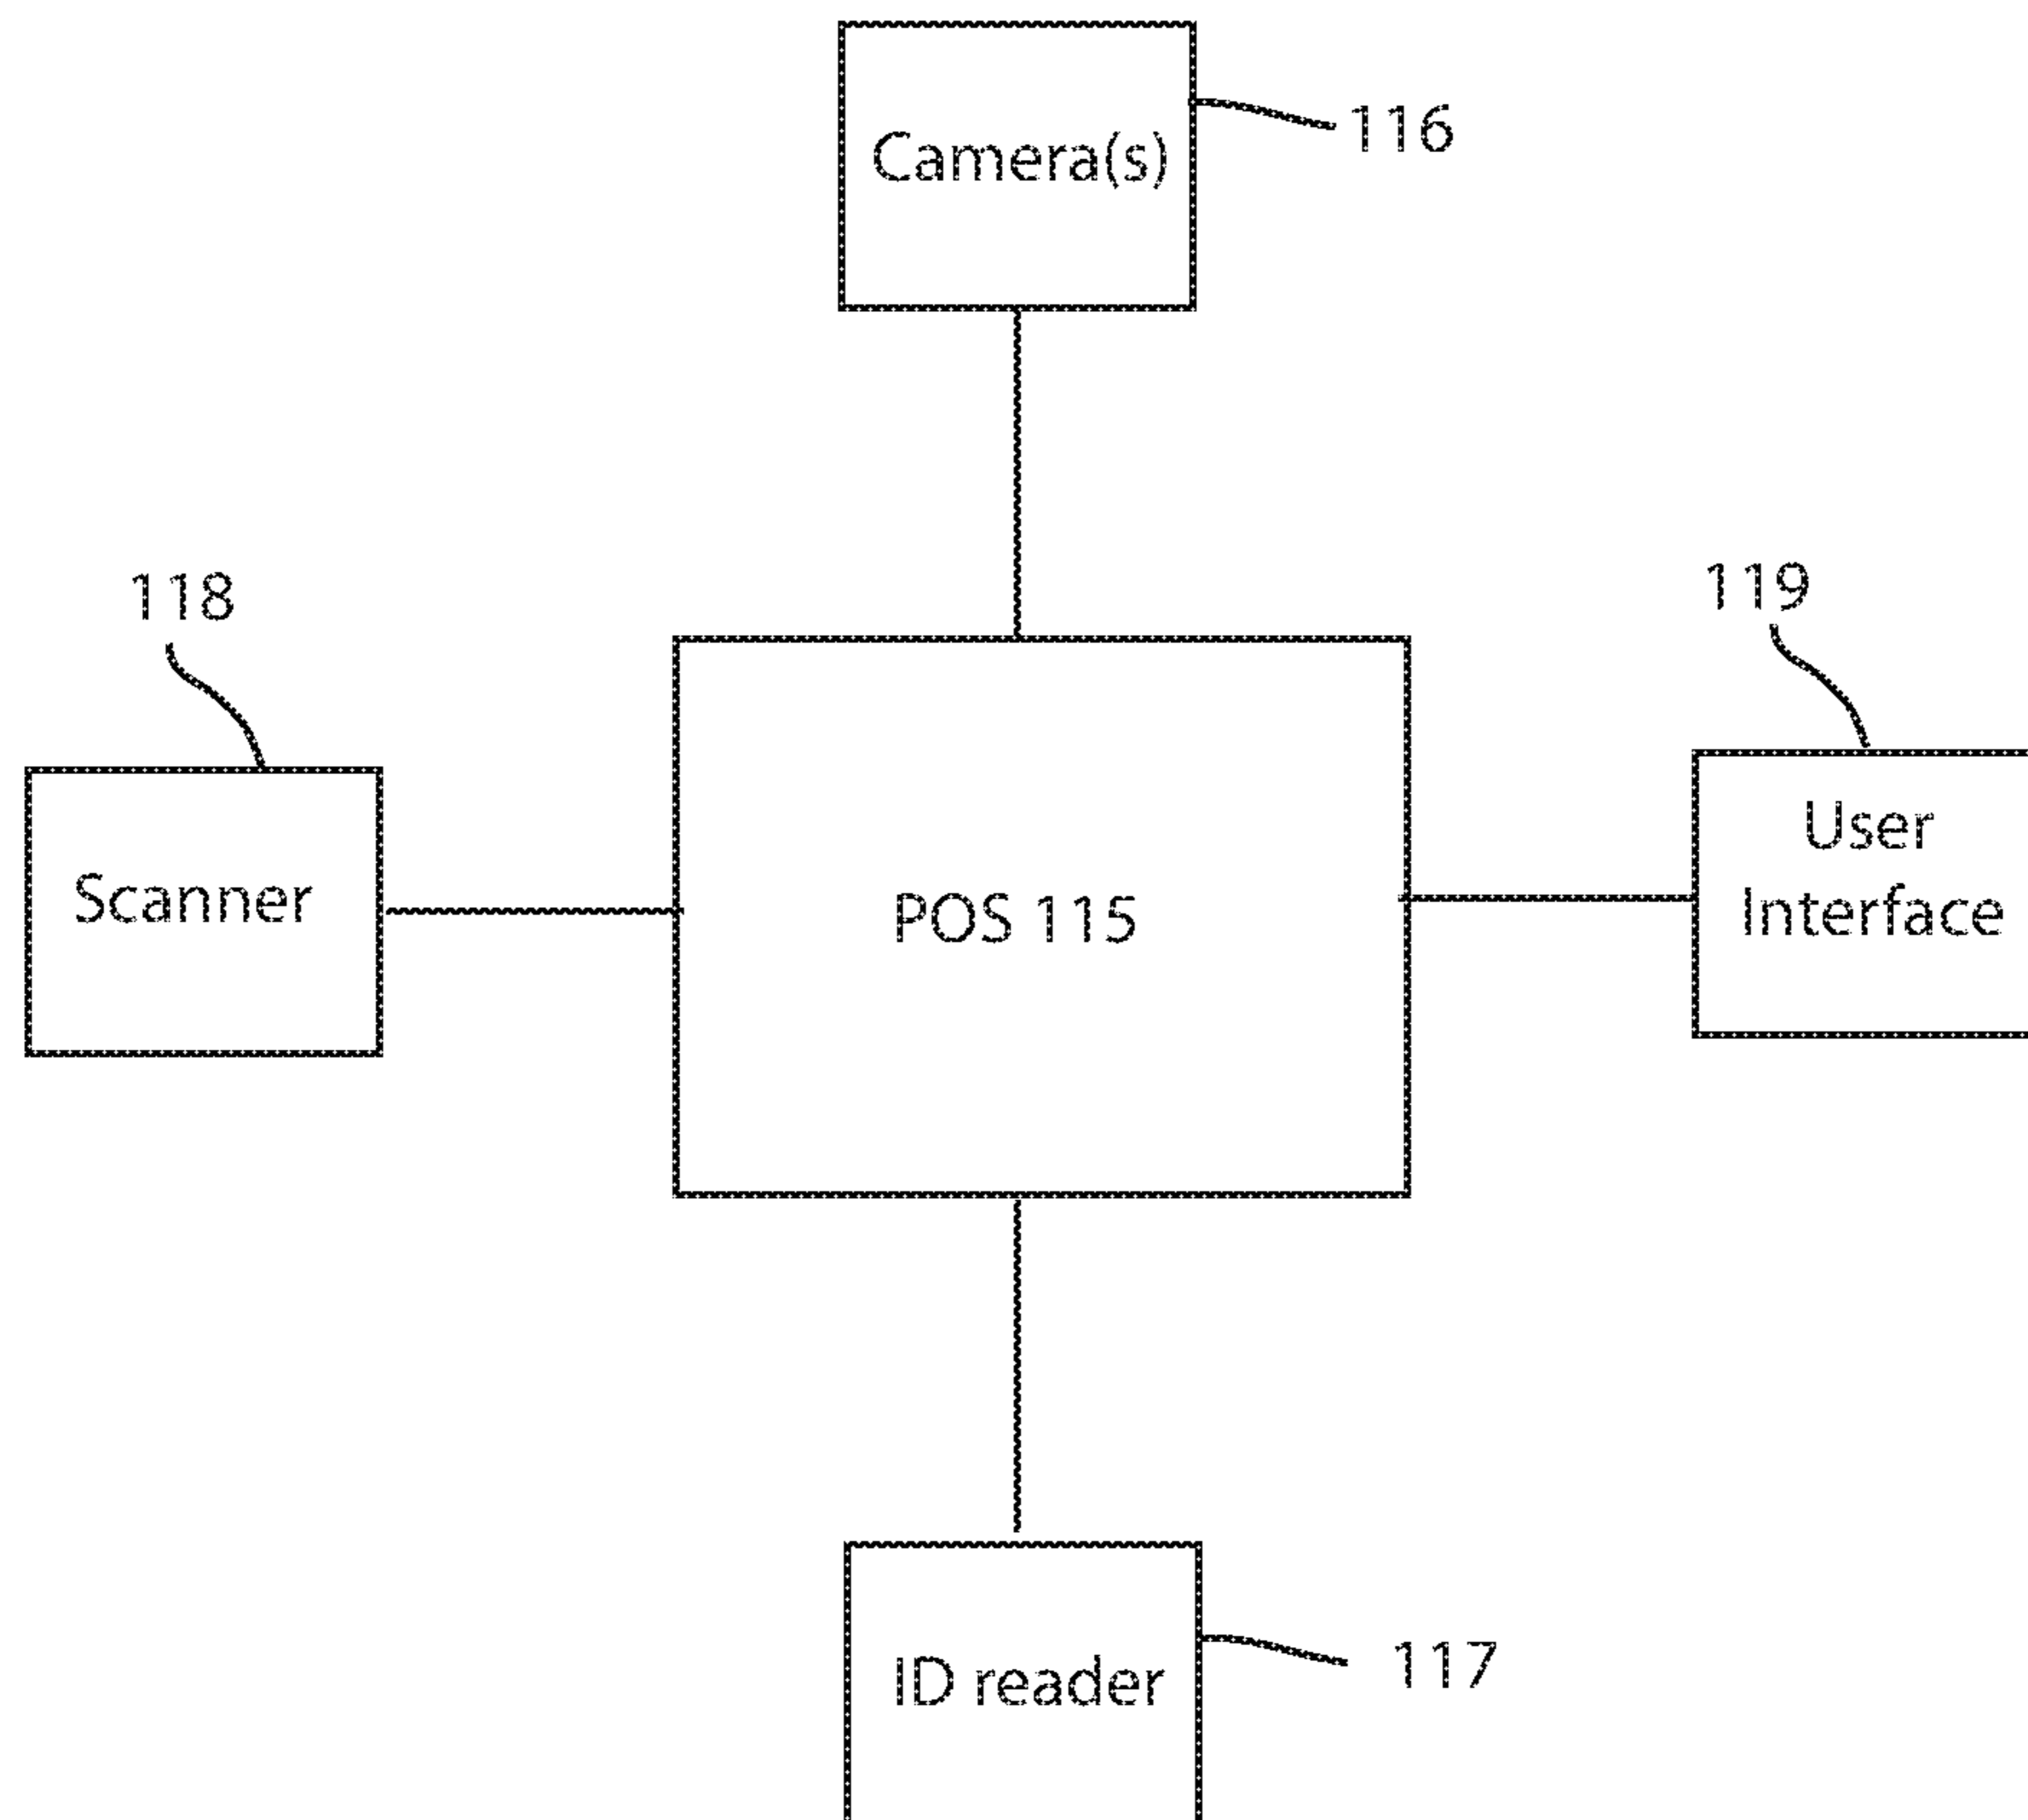 Camera(s)
116
118
119
Scanner
POS 115
User
Interface
ID reader
117